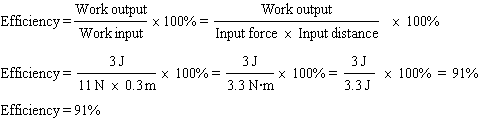 Efficiency = Work output / Work input × 100% = Work output / Input force × Input distance × 100%
Efficiency = 3 J / 11 N × 0.3 m × 100% = 3 J / 3.3 N·m × 100% = 3 J / 3.3 J × 100% = 91%
Efficiency = 91%